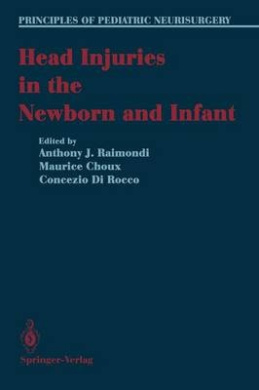 PRINCIPLES OF PEDIATRIC NEURISURGERY
Head Injuries
in the
Newborn and Infant
Edited by
Anthony J. Raimondi
Maurice Choux
Concezio Di Rocco
Springer-Verlag